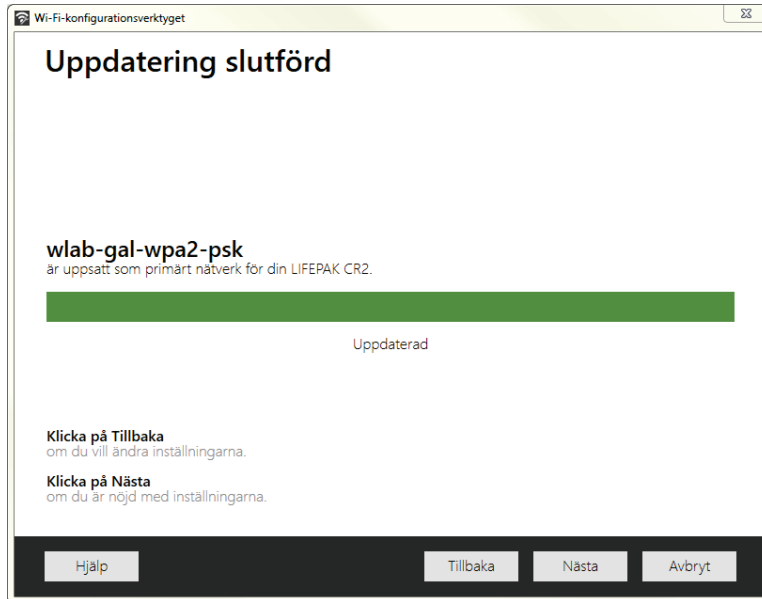 Wi-Fi-konfigurationsverktyget
Uppdatering slutförd
wlab-gal-wpa2-psk
är uppsatt som primärt nätverk för din LIFEPAK CR2.
Uppdaterad
Klicka på Tillbaka
om du vill ändra inställningarna.
Klicka på Nästa
om du är nöjd med inställningarna.
Hjälp Tillbaka Nästa Avbryt